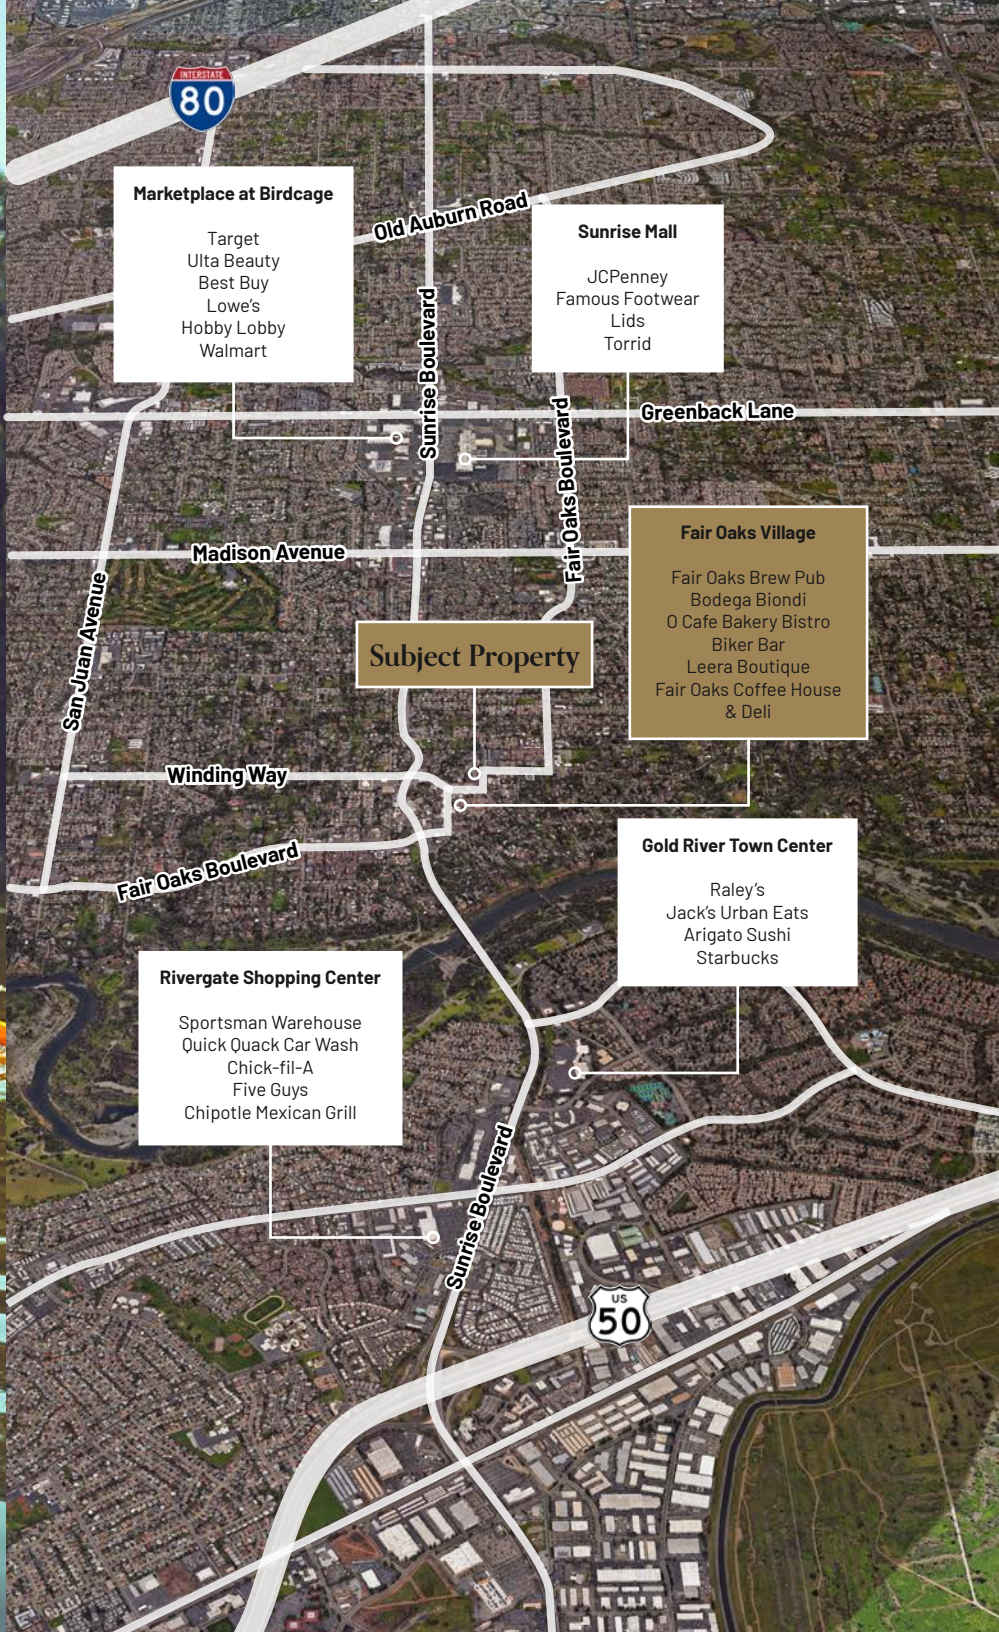 INTERSTATE
80
Marketplace at Birdcage
Target
Ulta Beauty
Best Buy
Lowe's
Hobby Lobby
Walmart
Old Auburn Road
Sunrise Mall
JCPenney
Famous Footwear
Lids
Torrid
Sunrise Boulevard
Greenback Lane
Fair Oaks Boulevard
Madison Avenue
Fair Oaks Village
Fair Oaks Brew Pub
Bodega Biondi
O Cafe Bakery Bistro
Biker Bar
Leera Boutique
Fair Oaks Coffee House
& Deli
San Juan Avenue
Subject Property
Winding Way
Fair Oaks Boulevard
Gold River Town Center
Raley's
Jack's Urban Eats
Arigato Sushi
Starbucks
Rivergate Shopping Center
Sportsman Warehouse
Quick Quack Car Wash
Chick-fil-A
Five Guys
Chipotle Mexican Grill
Sunrise Boulevard
US
50